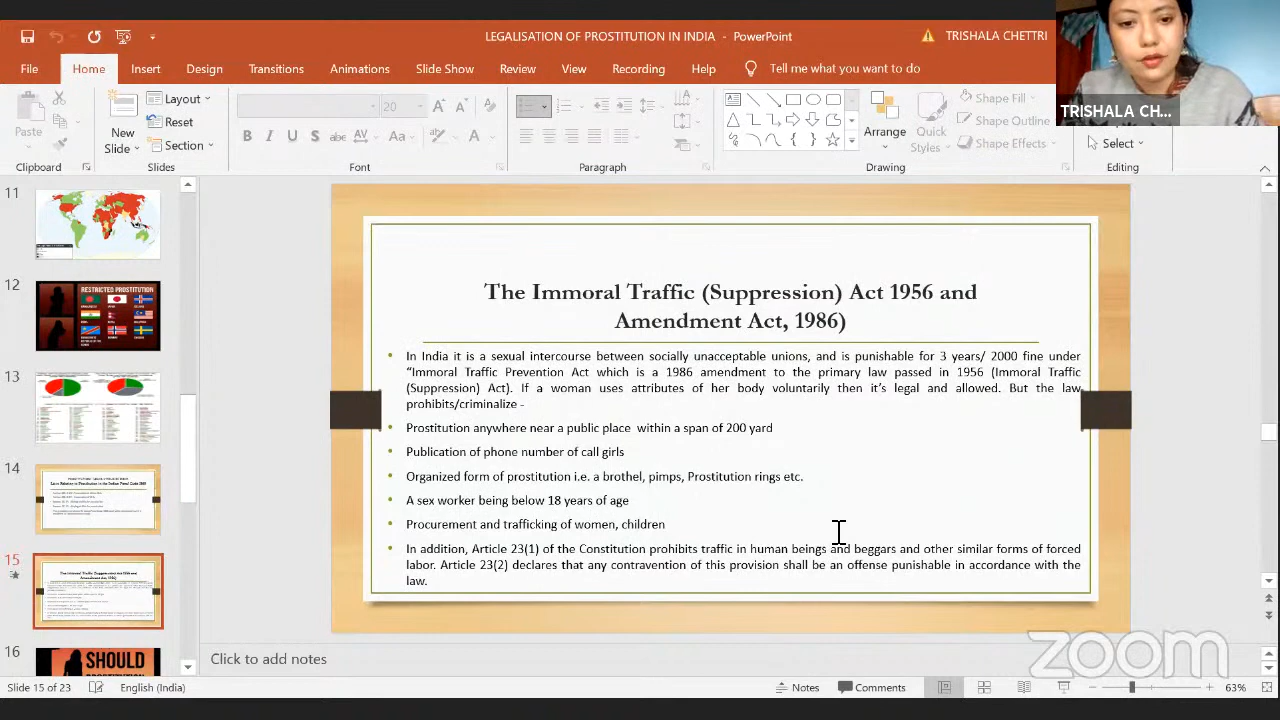 LEGALISATION OF PROSTITUTION IN INDIA - PowerPoint
TRISHALA CHETTRI
File Home Insert Design Transitions Animations Slide Show Review View Recording Help Tell me what you want to do
TRISHALA CH...
Paste
New
Slide
Layout
Reset
Section
20
Arrange
Quick
Styles
Shape Fill
Shape Outline
Shape Effects
Select
Clipboard Slides Font Paragraph Drawing Editing
11
12
RESTRICTED PROSTITUTION
13
14
15
16
SHOULD
The Immoral Traffic (Suppression) Act 1956 and
Amendment Act, 1986)
• In India it is a sexual intercourse between socially unacceptable unions, and is punishable for 3 years/ 2000 fine under
“Immoral Traffic Prevention Act which is a 1986 amendment to the primary law passed in 1956 (Immoral Traffic
(Suppression) Act)” If a woman uses attributes of her body voluntarily then it’s legal and allowed. But the law
prohibits/criminalize -
• Prostitution anywhere near a public place within a span of 200 yard
• Publication of phone number of call girls
• Organized form of prostitution i.e. a brothel, pimps, Prostitution rings etc.
• A sex worker being below 18 years of age
• Procurement and trafficking of women, children
• In addition, Article 23(1) of the Constitution prohibits traffic in human beings and beggars and other similar forms of forced
labor. Article 23(2) declares that any contravention of this provision shall be an offense punishable in accordance with the
law.
zoom
Click to add notes
Slide 15 of 23 English (India) Notes Comments 63%